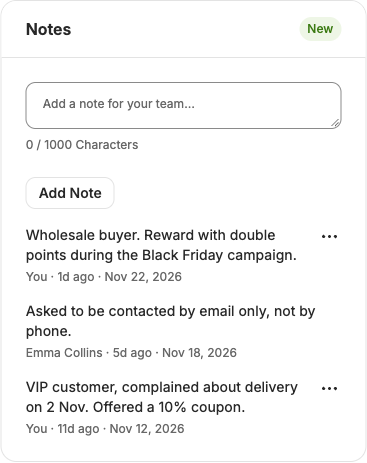 Notes
New
Add a note for your team...
0 / 1000 Characters
Add Note
Wholesale buyer. Reward with double
points during the Black Friday campaign.
You · 1d ago · Nov 22, 2026
Asked to be contacted by email only, not by
phone.
Emma Collins · 5d ago · Nov 18, 2026
VIP customer, complained about delivery
on 2 Nov. Offered a 10% coupon.
You · 11d ago · Nov 12, 2026